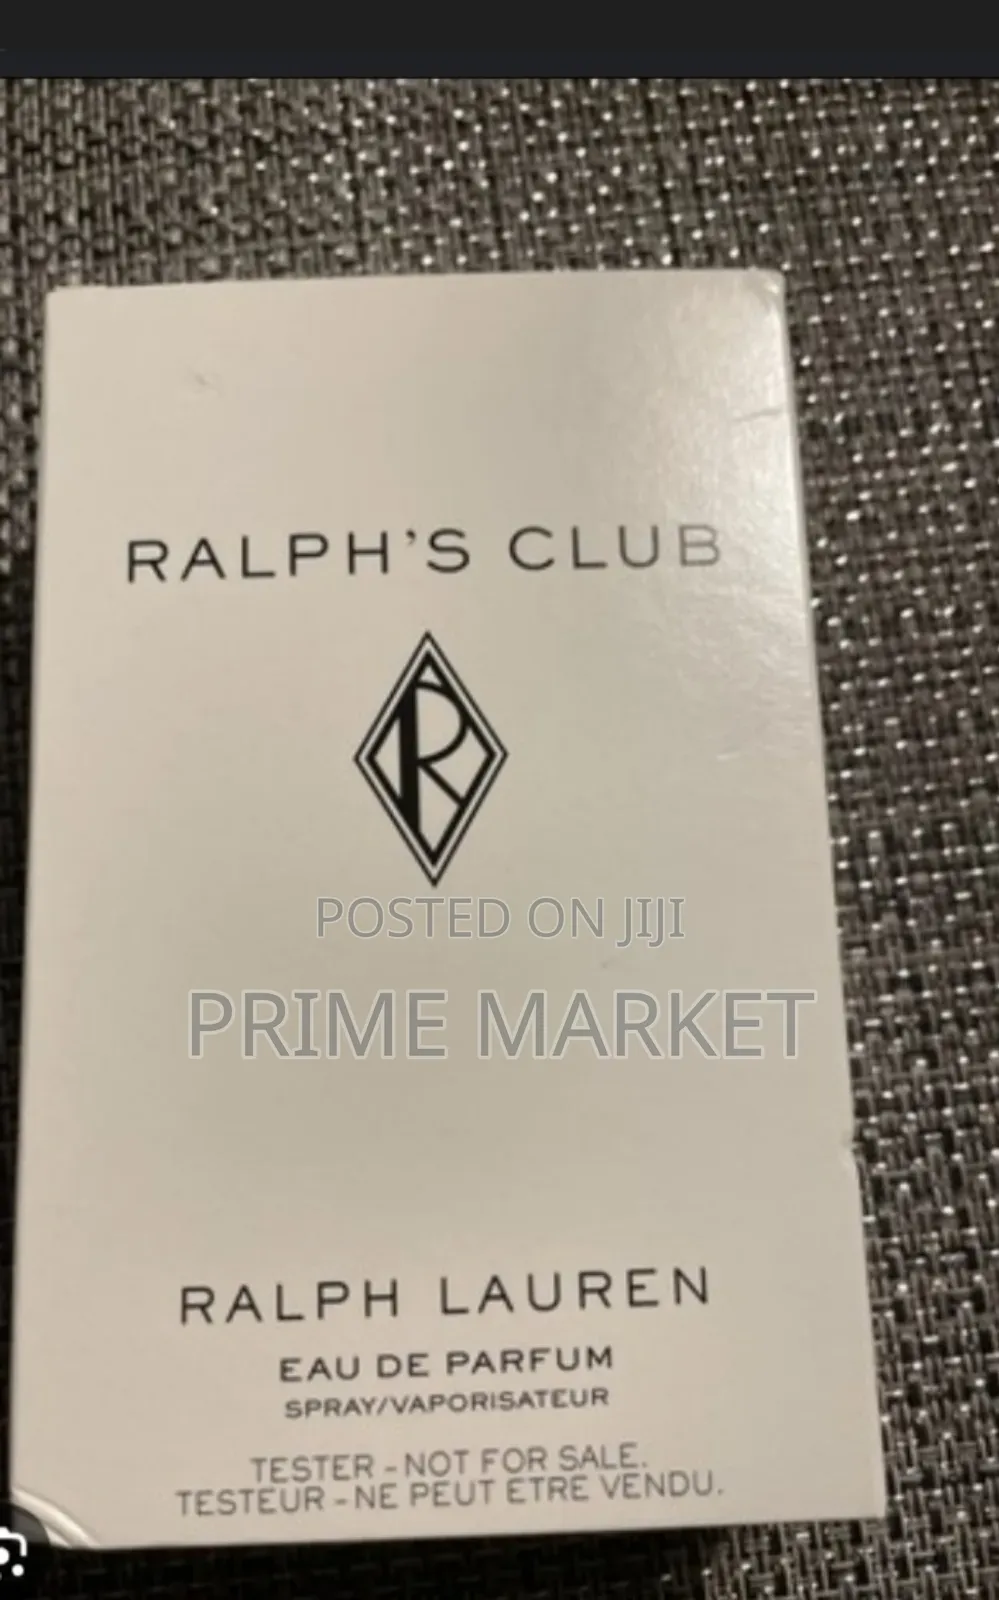 RALPH'S CLUB
R
POSTED ON JIJI
PRIME MARKET
RALPH LAUREN
EAU DE PARFUM
SPRAY/VAPORISATEUR
TESTER - NOT FOR SALE.
TESTEUR - NE PEUT ETRE VENDU.